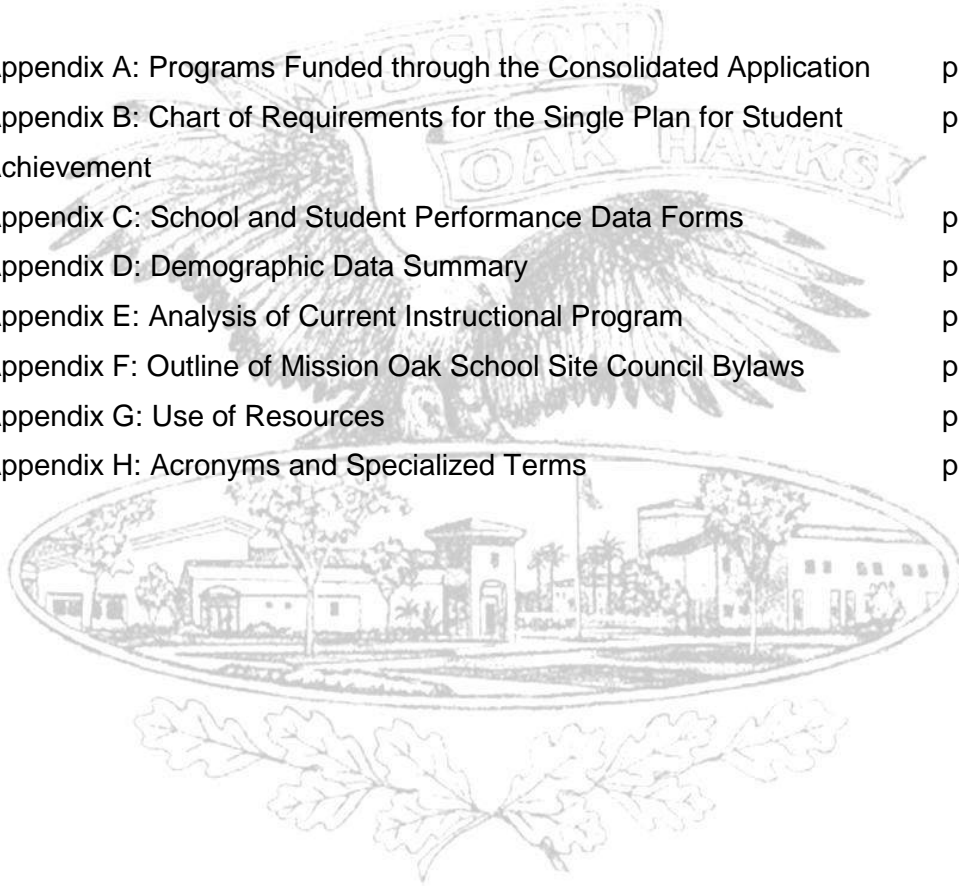 MISSION
ppendix A: Programs Funded through the Consolidated Application p
ppendix B: Chart of Requirements for the Single Plan for Student p
chievement
OAK HAWKS
ppendix C: School and Student Performance Data Forms p
ppendix D: Demographic Data Summary p
ppendix E: Analysis of Current Instructional Program p
ppendix F: Outline of Mission Oak School Site Council Bylaws p
ppendix G: Use of Resources p
ppendix H: Acronyms and Specialized Terms p